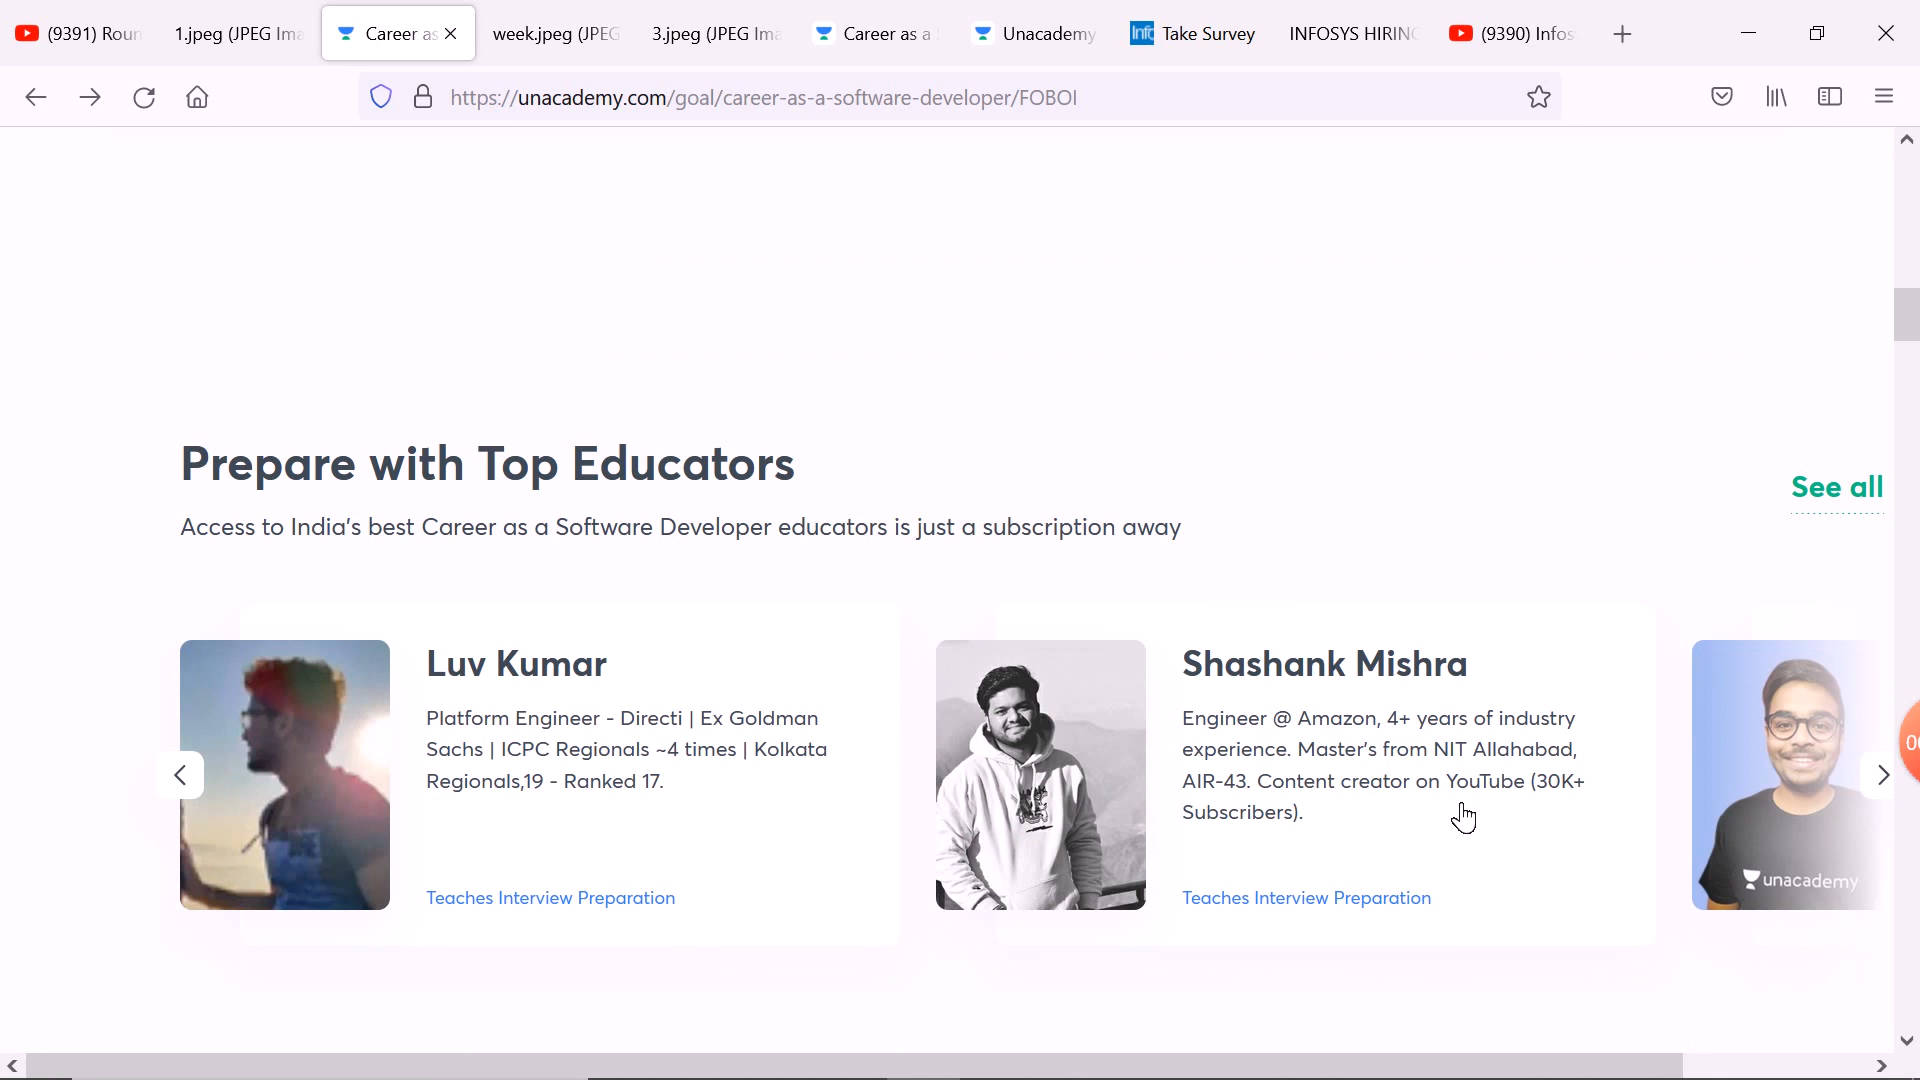 (9391) Roun
1.jpeg (JPEG Ima
Career as
week.jpeg (JPEG
3.jpeg (JPEG Ima
Career as a
Unacademy
Info
Take Survey
INFOSYS HIRING
(9390) Infos
https://unacademy.com/goal/career-as-a-software-developer/FOBOI
Prepare with Top Educators
See all
Access to India's best Career as a Software Developer educators is just a subscription away
Luv Kumar
Platform Engineer - Directi | Ex Goldman
Sachs | ICPC Regionals ~4 times | Kolkata
Regionals,19 - Ranked 17.
Teaches Interview Preparation
Shashank Mishra
Engineer @ Amazon, 4+ years of industry
experience. Master's from NIT Allahabad,
AIR-43. Content creator on YouTube (30K+
Subscribers).
Teaches Interview Preparation
unacademy